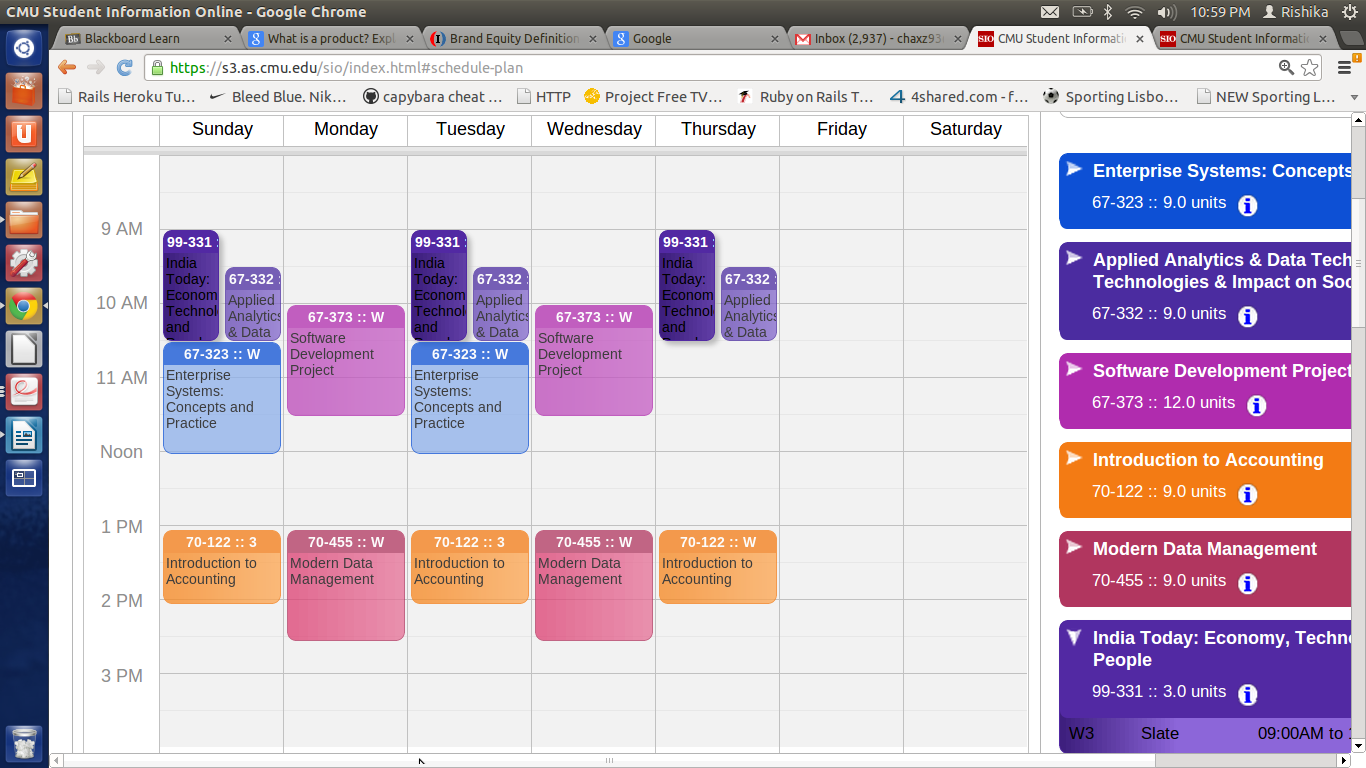 CMU Student Information Online - Google Chrome
10:59 PM Rishika
Blackboard Learn
What is a product? Expl
Brand Equity Definition
Google
Inbox (2,937) - chaxz93
CMU Student Informati
CMU Student Informati
https://s3.as.cmu.edu/sio/index.html#schedule-plan
Rails Heroku Tu...
Bleed Blue. Nik...
capybara cheat ...
HTTP
Project Free TV...
Ruby on Rails T...
4shared.com - f...
Sporting Lisbo...
NEW Sporting L...
Sunday Monday Tuesday Wednesday Thursday Friday Saturday
9 AM
10 AM
11 AM
Noon
1 PM
2 PM
3 PM
99-331 :
India
Today:
Econom
Technol
and
67-332 :
Applied
Analytics
& Data
67-323 :: W
Enterprise
Systems:
Concepts and
Practice
70-122 :: 3
Introduction to
Accounting
67-373 :: W
Software
Development
Project
70-455 :: W
Modern Data
Management
99-331 :
India
Today:
Econom
Technol
and
67-332 :
Applied
Analytics
& Data
67-323 :: W
Enterprise
Systems:
Concepts and
Practice
70-122 :: 3
Introduction to
Accounting
67-373 :: W
Software
Development
Project
70-455 :: W
Modern Data
Management
99-331 :
India
Today:
Econom
Technol
and
67-332 :
Applied
Analytics
& Data
70-122 :: W
Introduction to
Accounting
Enterprise Systems: Concepts
67-323 :: 9.0 units
Applied Analytics & Data Tech
Technologies & Impact on Soc
67-332 :: 9.0 units
Software Development Project
67-373 :: 12.0 units
Introduction to Accounting
70-122 :: 9.0 units
Modern Data Management
70-455 :: 9.0 units
India Today: Economy, Techno
People
99-331 :: 3.0 units
W3 Slate 09:00AM to